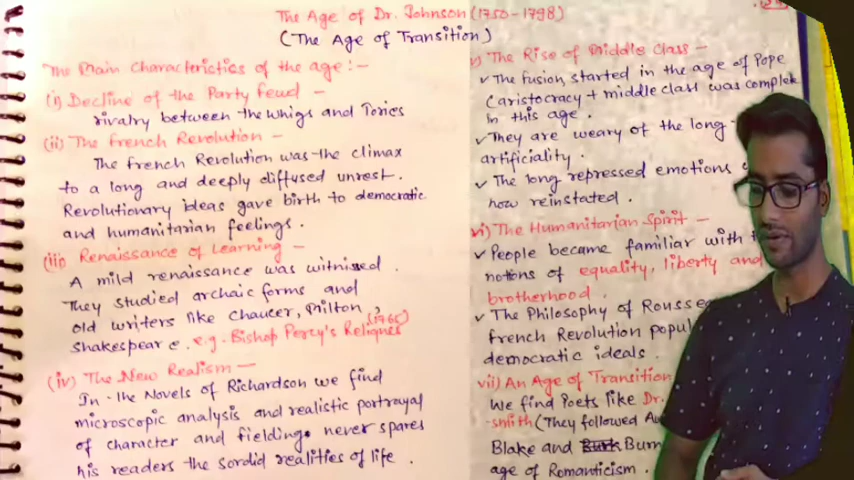 The Age of Dr. Johnson (1750-1798)
(The Age of Transition)
The Main Characteristics of the age:-
(i) Decline of the Party Feud -
rivalry between the whigs and Tories
(ii) The French Revolution -
The French Revolution was the climax
to a long and deeply diffused unrest.
Revolutionary ideas gave birth to democratic
and humanitarian feelings.
(iii) Renaissance of Learning -
A mild renaissance was witnissed.
They studied archaic forms and
old writers like Chaucer, Milton,
Shakespeare. e.g. Bishop Percy's Reliques (1765)
(iv) The New Realism -
In the Novels of Richardson we find
microscopic analysis and realistic portrayal
of character and fielding never spares
his readers the sordid realities of life.
v) The Rise of Middle Class -
✓ The fusion, started in the age of Pope
(aristocracy + middle class was complek
in this age.
✓ They are weary of the long
artificiality.
✓ The long repressed emotions
now reinstated.
vi) The Humanitarian Spirit -
✓ People became familiar with
notions of equality, liberty and
brotherhood.
✓ The Philosophy of
French Revolution
democratic ideals.
vii) An Age of Transition
we find Poets like Dr.
smith (They followed
Blake and
age of Romanticism.